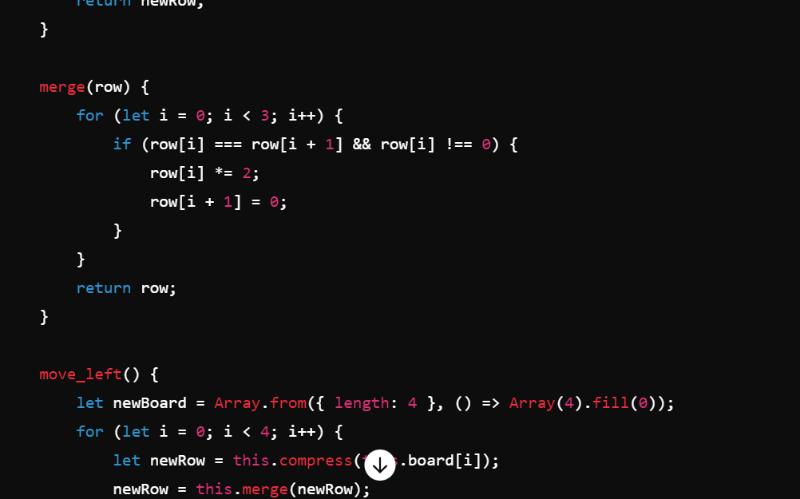 return newRow;
}
merge(row) {
for (let i = 0; i < 3; i++) {
if (row[i] === row[i + 1] && row[i] !== 0) {
row[i] *= 2;
row[i + 1] = 0;
}
}
return row;
}
move_left() {
let newBoard = Array.from({ length: 4 }, () => Array(4).fill(0));
for (let i = 0; i < 4; i++) {
let newRow = this.compress(.board[i]);
newRow = this.merge(newRow);